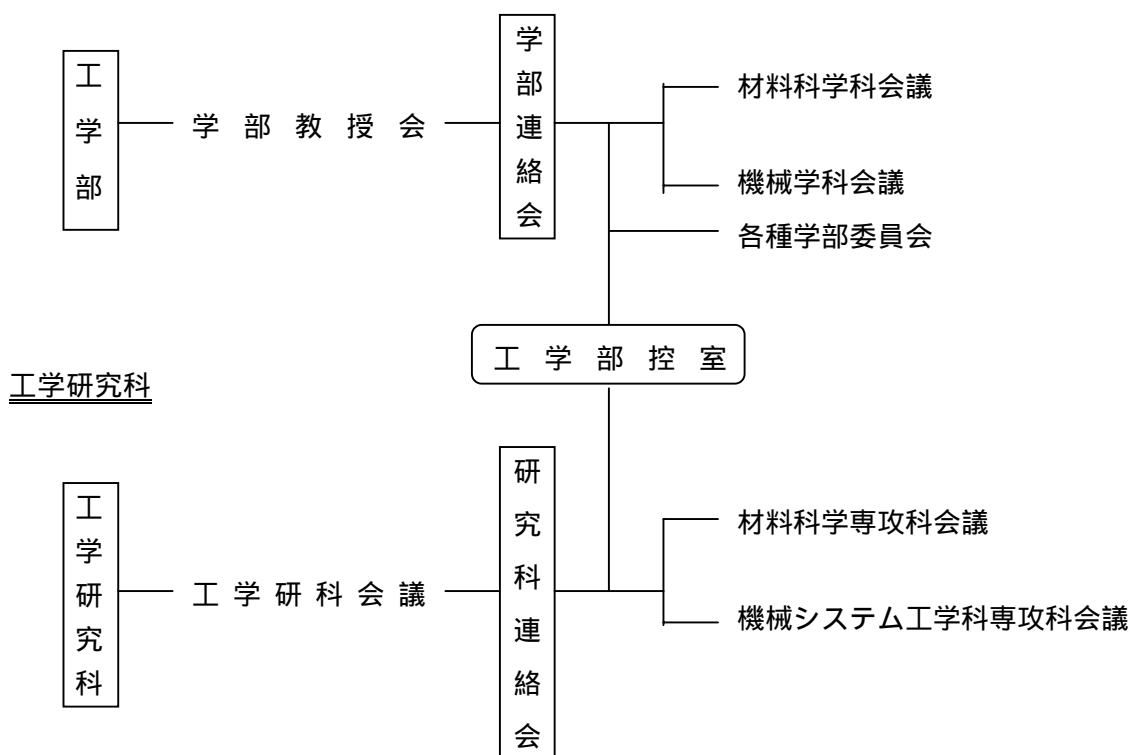 工学部
学部教授会
学部連絡会
材料科学科会議
機械学科会議
各種学部委員会
工学部控室
工学研究科
工学研究科
工学研科会議
研究科連絡会
材料科学専攻科会議
機械システム工学科専攻科会議